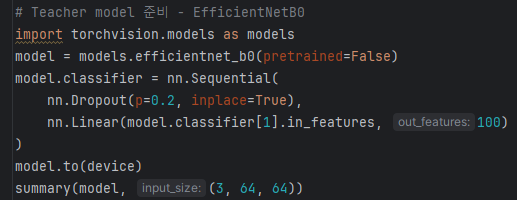 # Teacher model 준비 - EfficientNetB0
import torchvision.models as models
model = models.efficientnet_b0(pretrained=False)
model.classifier = nn.Sequential(
    nn.Dropout(p=0.2, inplace=True),
    nn.Linear(model.classifier[1].in_features, out_features: 100)
)
model.to(device)
summary(model, input_size: (3, 64, 64))